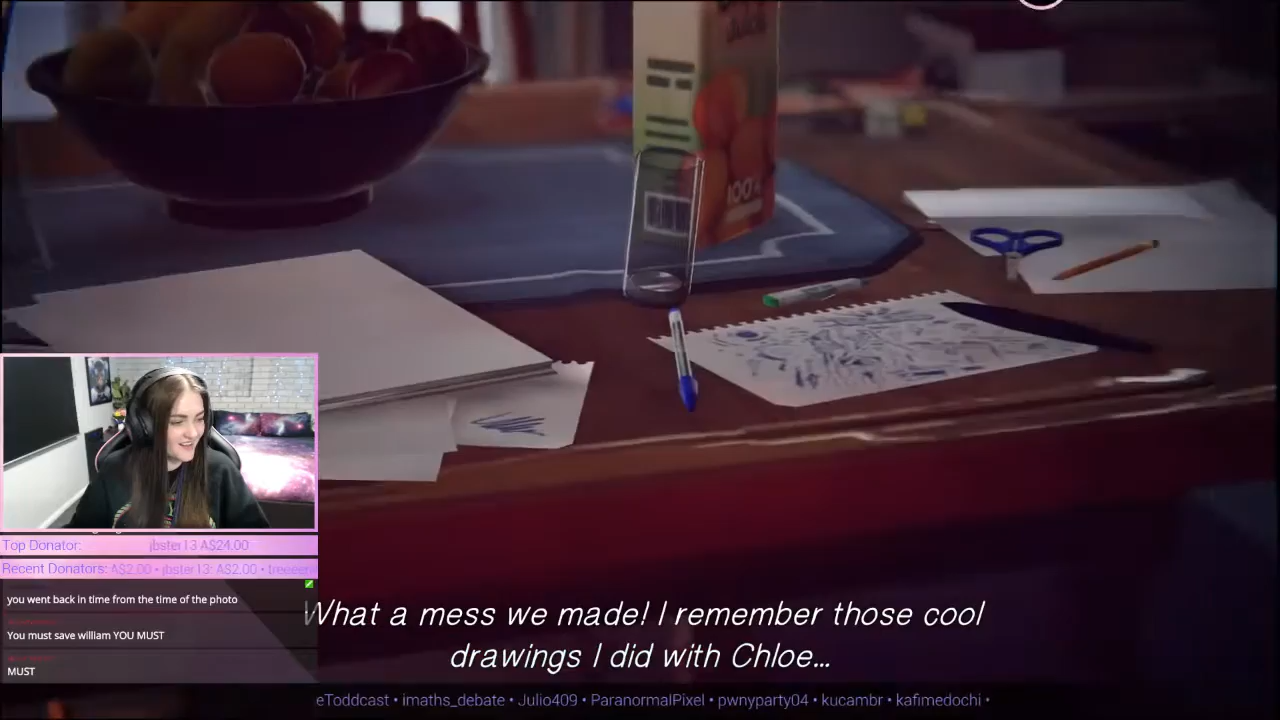 JUICE
100%
Top Donator: jbster13 A$24.00
Recent Donators: A$2.00 • jbster13: A$2.00 •
you went back in time from the time of the photo
You must save william YOU MUST
MUST
What a mess we made! I remember those cool
drawings I did with Chloe...
eToddcast • imaths_debate • Julio409 • ParanormalPixel • pwnyparty04 • kucambr • kafimedochi •